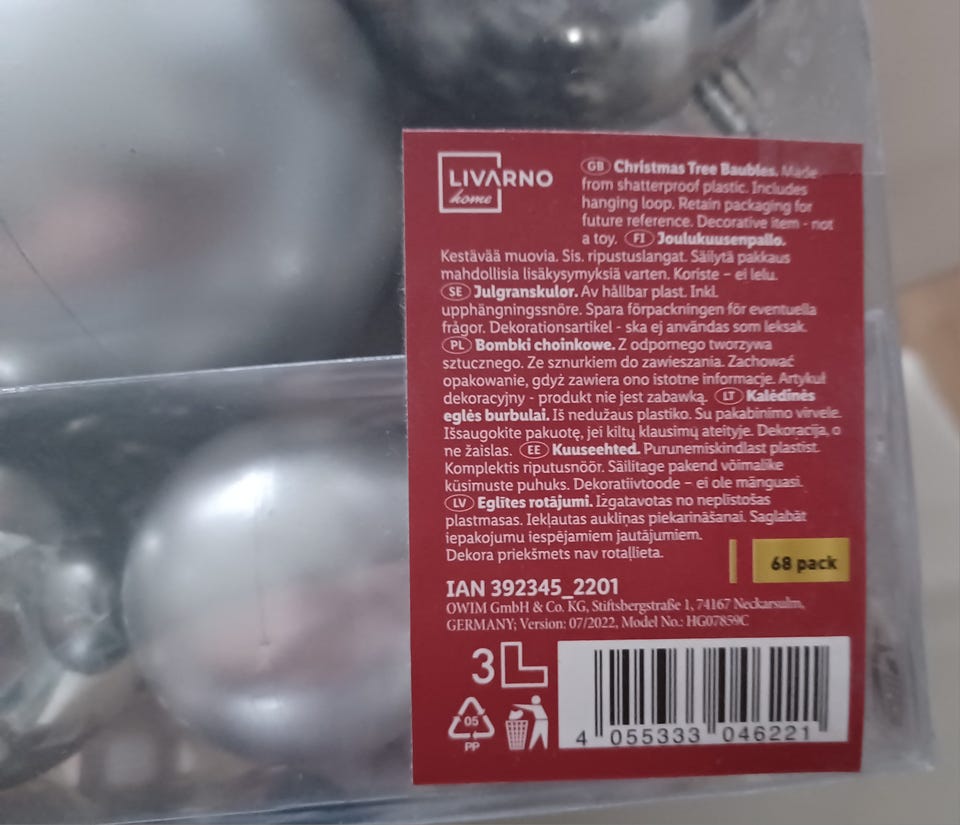 LIVARNO
home
GB Christmas Tree Baubles. Made
from shatterproof plastic. Includes
hanging loop. Retain packaging for
future reference. Decorative item - not
a toy. FI Joulukuusenpallo.
Kestävää muovia. Sis. ripustuslangat. Säilytä pakkaus
mahdollisia lisäkysymyksiä varten. Koriste – ei lelu.
SE Julgranskulor. Av hållbar plast. Inkl.
upphängningssnöre. Spara förpackningen för eventuella
frågor. Dekorationsartikel - ska ej användas som leksak.
PL Bombki choinkowe. Z odpornego tworzywa
sztucznego. Ze sznurkiem do zawieszania. Zachować
opakowanie, gdyż zawiera ono istotne informacje. Artykuł
dekoracyjny - produkt nie jest zabawką. LT Kalėdinės
eglės burbulai. Iš nedužaus plastiko. Su pakabinimo virvele.
Išsaugokite pakuotę, jei kiltų klausimų ateityje. Dekoracija, o
ne žaislas. EE Kuuseehted. Purunemiskindlast plastist.
Komplektis riputusnöör. Säilitage pakend võimalike
küsimuste puhuks. Dekoratiivtoode – ei ole mänguasi.
LV Eglītes rotājumi. Izgatavotas no neplīstošas
plastmasas. Iekļautas aukliņas piekarināšanai. Saglabāt
iepakojumu iespējamiem jautājumiem.
Dekora priekšmets nav rotaļlieta.
68 pack
IAN 392345_2201
OWIM GmbH & Co. KG, Stiftsbergstraße 1, 74167 Neckarsulm,
GERMANY; Version: 07/2022, Model No.: HG07859C
3
05
PP
4 055333 046221